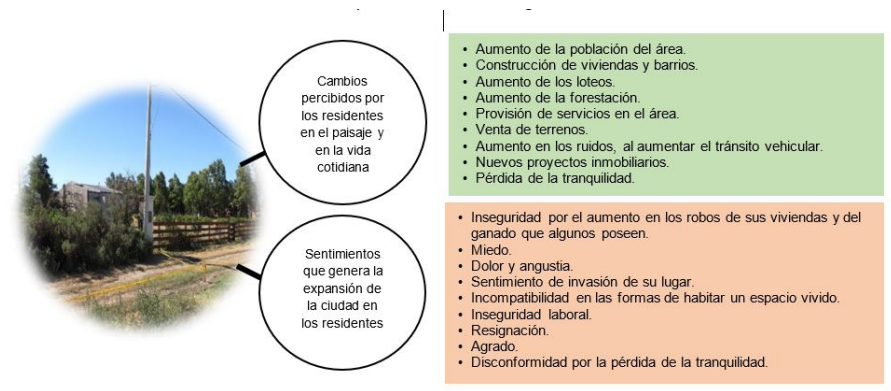 Cambios
percibidos por
los residentes
en el paisaje y
en la vida
cotidiana
• Aumento de la población del área.
• Construcción de viviendas y barrios.
• Aumento de los loteos.
• Aumento de la forestación.
• Provisión de servicios en el área.
• Venta de terrenos.
• Aumento en los ruidos, al aumentar el tránsito vehicular.
• Nuevos proyectos inmobiliarios.
• Pérdida de la tranquilidad.
Sentimientos
que genera la
expansión de
la ciudad en
los residentes
• Inseguridad por el aumento en los robos de sus viviendas y del
ganado que algunos poseen.
• Miedo.
• Dolor y angustia.
• Sentimiento de invasión de su lugar.
• Incompatibilidad en las formas de habitar un espacio vívido.
• Inseguridad laboral.
• Resignación.
• Agrado.
• Disconformidad por la pérdida de la tranquilidad.